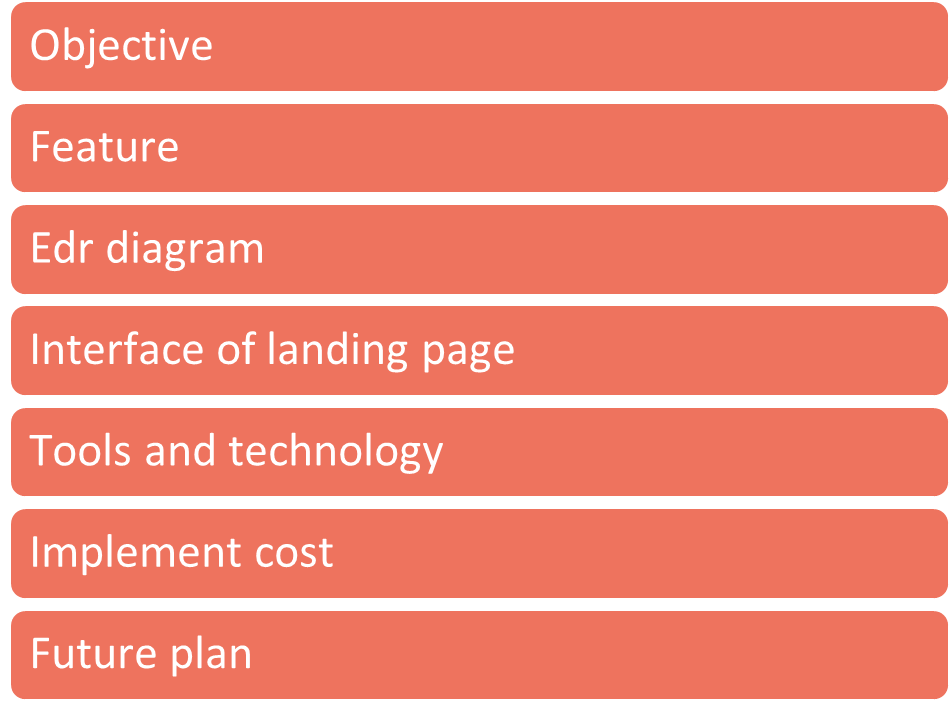 Objective
Feature
Edr diagram
Interface of landing page
Tools and technology
Implement cost
Future plan